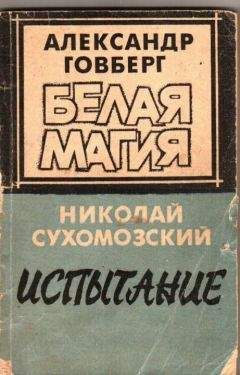 АЛЕКСАНДР
ГОВБЕРГ
БЕЛАЯ
МАГИЯ
НИКОЛАЙ
СУХОМОЗСКИЙ
ИСПЫТАНИЕ